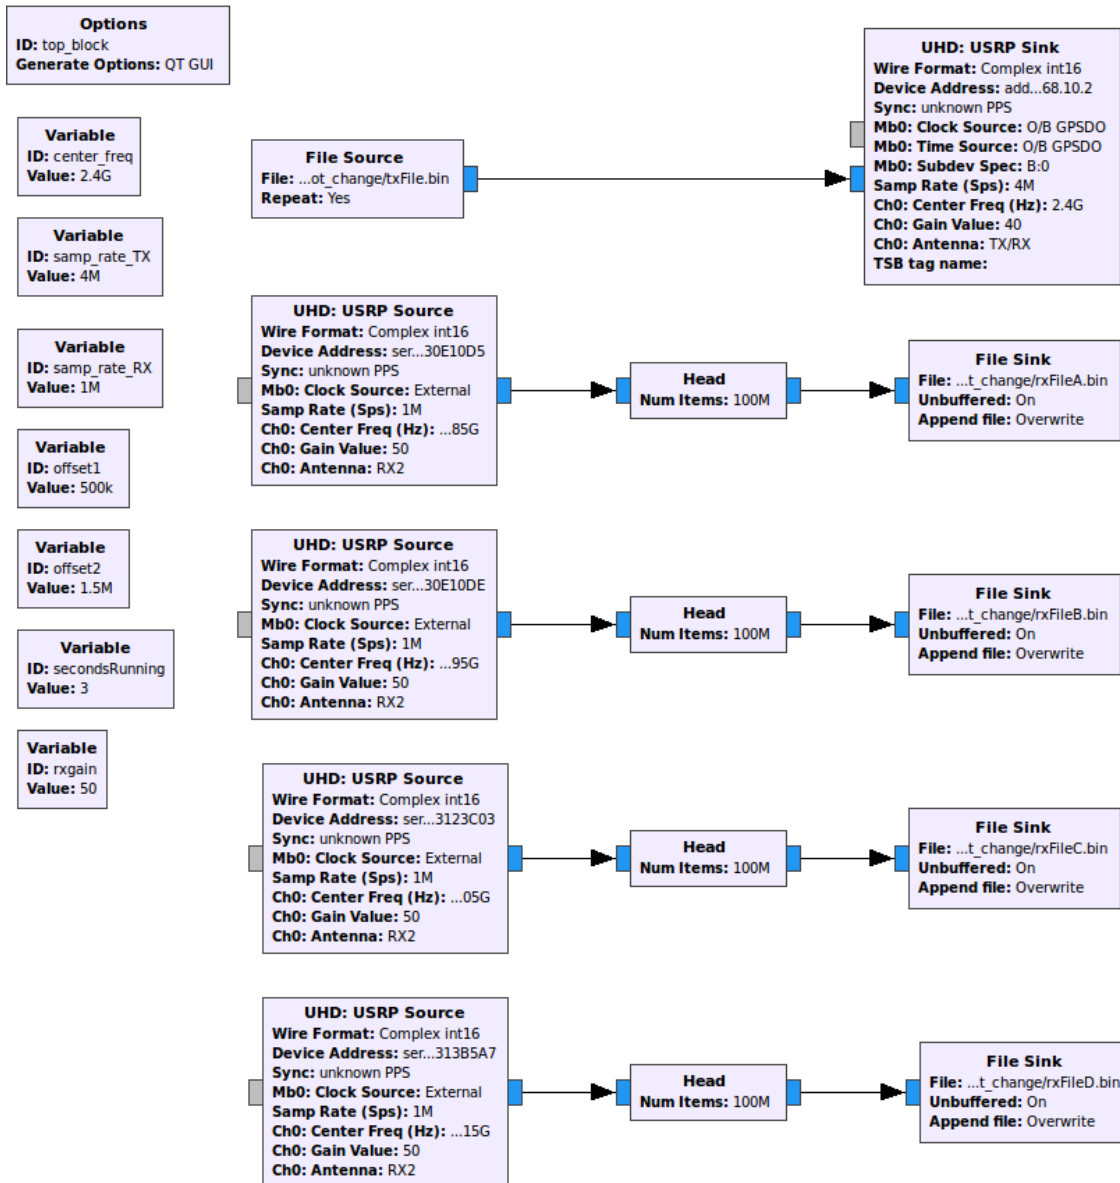 Options
ID: top_block
Generate Options: QT GUI
Variable
ID: center_freq
Value: 2.4G
Variable
ID: samp_rate_TX
Value: 4M
Variable
ID: samp_rate_RX
Value: 1M
Variable
ID: offset1
Value: 500k
Variable
ID: offset2
Value: 1.5M
Variable
ID: secondsRunning
Value: 3
Variable
ID: rxgain
Value: 50
File Source
File: ...ot_change/txFile.bin
Repeat: Yes
UHD: USRP Sink
Wire Format: Complex int16
Device Address: add...68.10.2
Sync: unknown PPS
Mb0: Clock Source: O/B GPSDO
Mb0: Time Source: O/B GPSDO
Mb0: Subdev Spec: B:0
Samp Rate (Sps): 4M
Ch0: Center Freq (Hz): 2.4G
Ch0: Gain Value: 40
Ch0: Antenna: TX/RX
TSB tag name:
UHD: USRP Source
Wire Format: Complex int16
Device Address: ser...30E10D5
Sync: unknown PPS
Mb0: Clock Source: External
Samp Rate (Sps): 1M
Ch0: Center Freq (Hz): ...85G
Ch0: Gain Value: 50
Ch0: Antenna: RX2
Head
Num Items: 100M
File Sink
File: ...t_change/rxFileA.bin
Unbuffered: On
Append file: Overwrite
UHD: USRP Source
Wire Format: Complex int16
Device Address: ser...30E10DE
Sync: unknown PPS
Mb0: Clock Source: External
Samp Rate (Sps): 1M
Ch0: Center Freq (Hz): ...95G
Ch0: Gain Value: 50
Ch0: Antenna: RX2
Head
Num Items: 100M
File Sink
File: ...t_change/rxFileB.bin
Unbuffered: On
Append file: Overwrite
UHD: USRP Source
Wire Format: Complex int16
Device Address: ser...3123C03
Sync: unknown PPS
Mb0: Clock Source: External
Samp Rate (Sps): 1M
Ch0: Center Freq (Hz): ...05G
Ch0: Gain Value: 50
Ch0: Antenna: RX2
Head
Num Items: 100M
File Sink
File: ...t_change/rxFileC.bin
Unbuffered: On
Append file: Overwrite
UHD: USRP Source
Wire Format: Complex int16
Device Address: ser...313B5A7
Sync: unknown PPS
Mb0: Clock Source: External
Samp Rate (Sps): 1M
Ch0: Center Freq (Hz): ...15G
Ch0: Gain Value: 50
Ch0: Antenna: RX2
Head
Num Items: 100M
File Sink
File: ...t_change/rxFileD.bin
Unbuffered: On
Append file: Overwrite